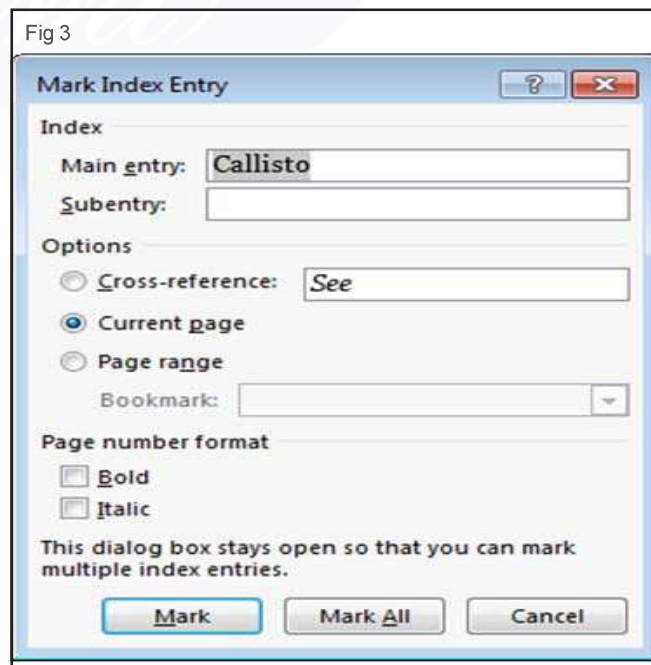 Fig 3
Mark Index Entry
Index
Main entry: Callisto
Subentry:
Options
Cross-reference: See
Current page
Page range
Bookmark:
Page number format
Bold
Italic
This dialog box stays open so that you can mark
multiple index entries.
Mark Mark All Cancel